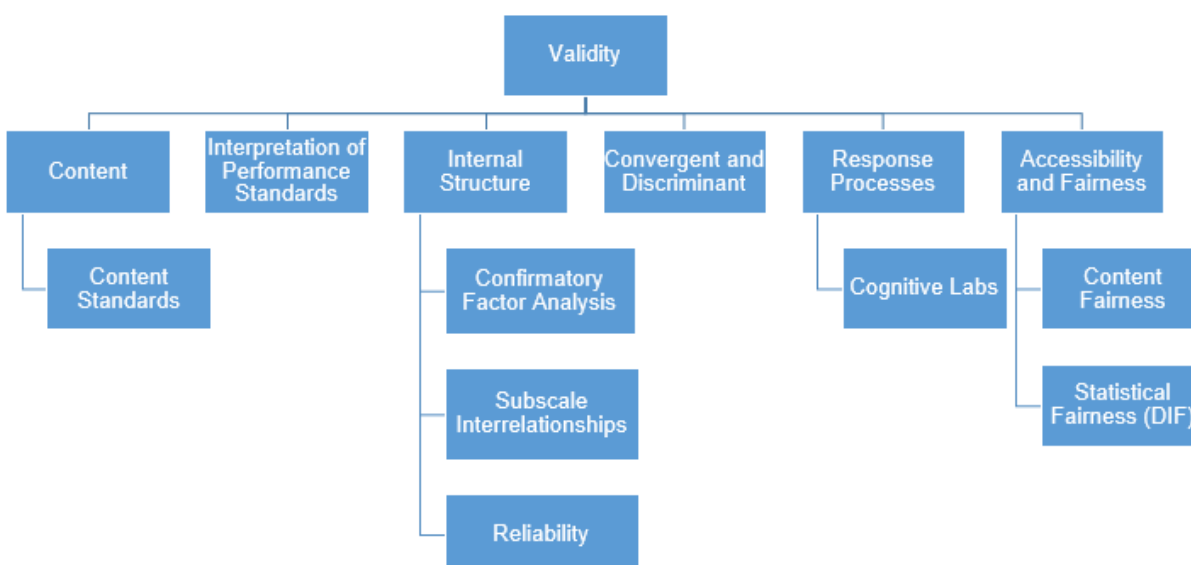 Validity
Content
Interpretation of
Performance
Standards
Internal
Structure
Convergent and
Discriminant
Response
Processes
Accessibility
and Fairness
Content
Standards
Confirmatory
Factor Analysis
Subscale
Interrelationships
Reliability
Cognitive Labs
Content
Fairness
Statistical
Fairness (DIF)